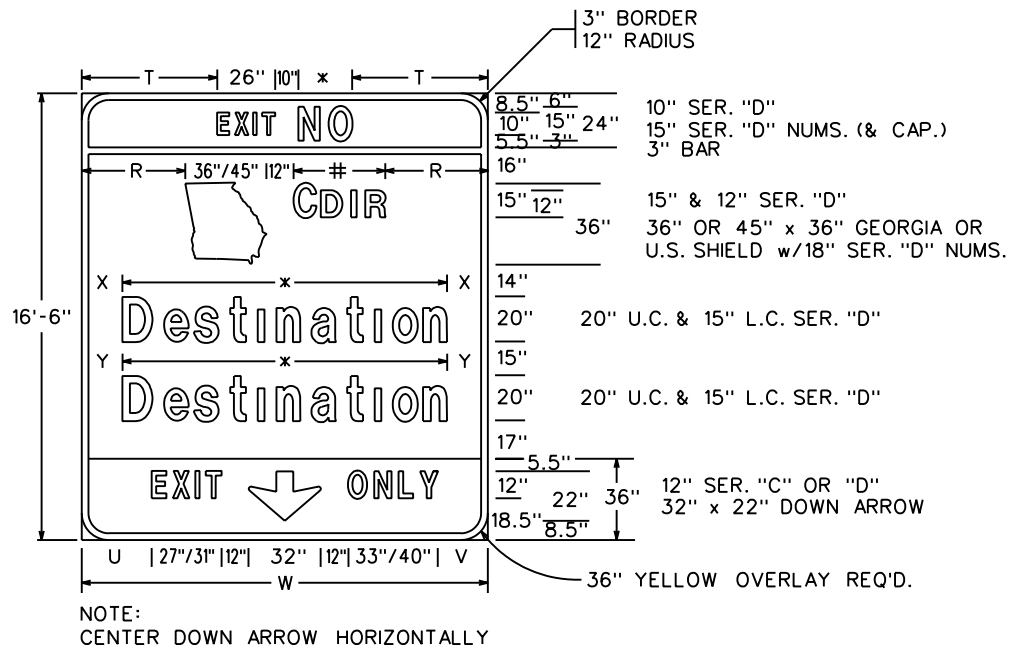 3" BORDER
12" RADIUS
T 26" 10" * T
EXIT NO
8.5" 6"
10" 15" 24"
5.5" 3"
10" SER. "D"
15" SER. "D" NUMS. (& CAP.)
3" BAR
R 36"/45" 12" # R
16"
CDIR
15" 12"
36"
15" & 12" SER. "D"
36" OR 45" x 36" GEORGIA OR
U.S. SHIELD w/18" SER. "D" NUMS.
X * X
14"
16'-6"
Destination
20"
20" U.C. & 15" L.C. SER. "D"
Y * Y
15"
Destination
20"
20" U.C. & 15" L.C. SER. "D"
17"
5.5"
EXIT ONLY
12" 22" 36"
18.5" 8.5"
12" SER. "C" OR "D"
32" x 22" DOWN ARROW
U 27"/31" 12" 32" 12" 33"/40" V
W
36" YELLOW OVERLAY REQ'D.
NOTE:
CENTER DOWN ARROW HORIZONTALLY